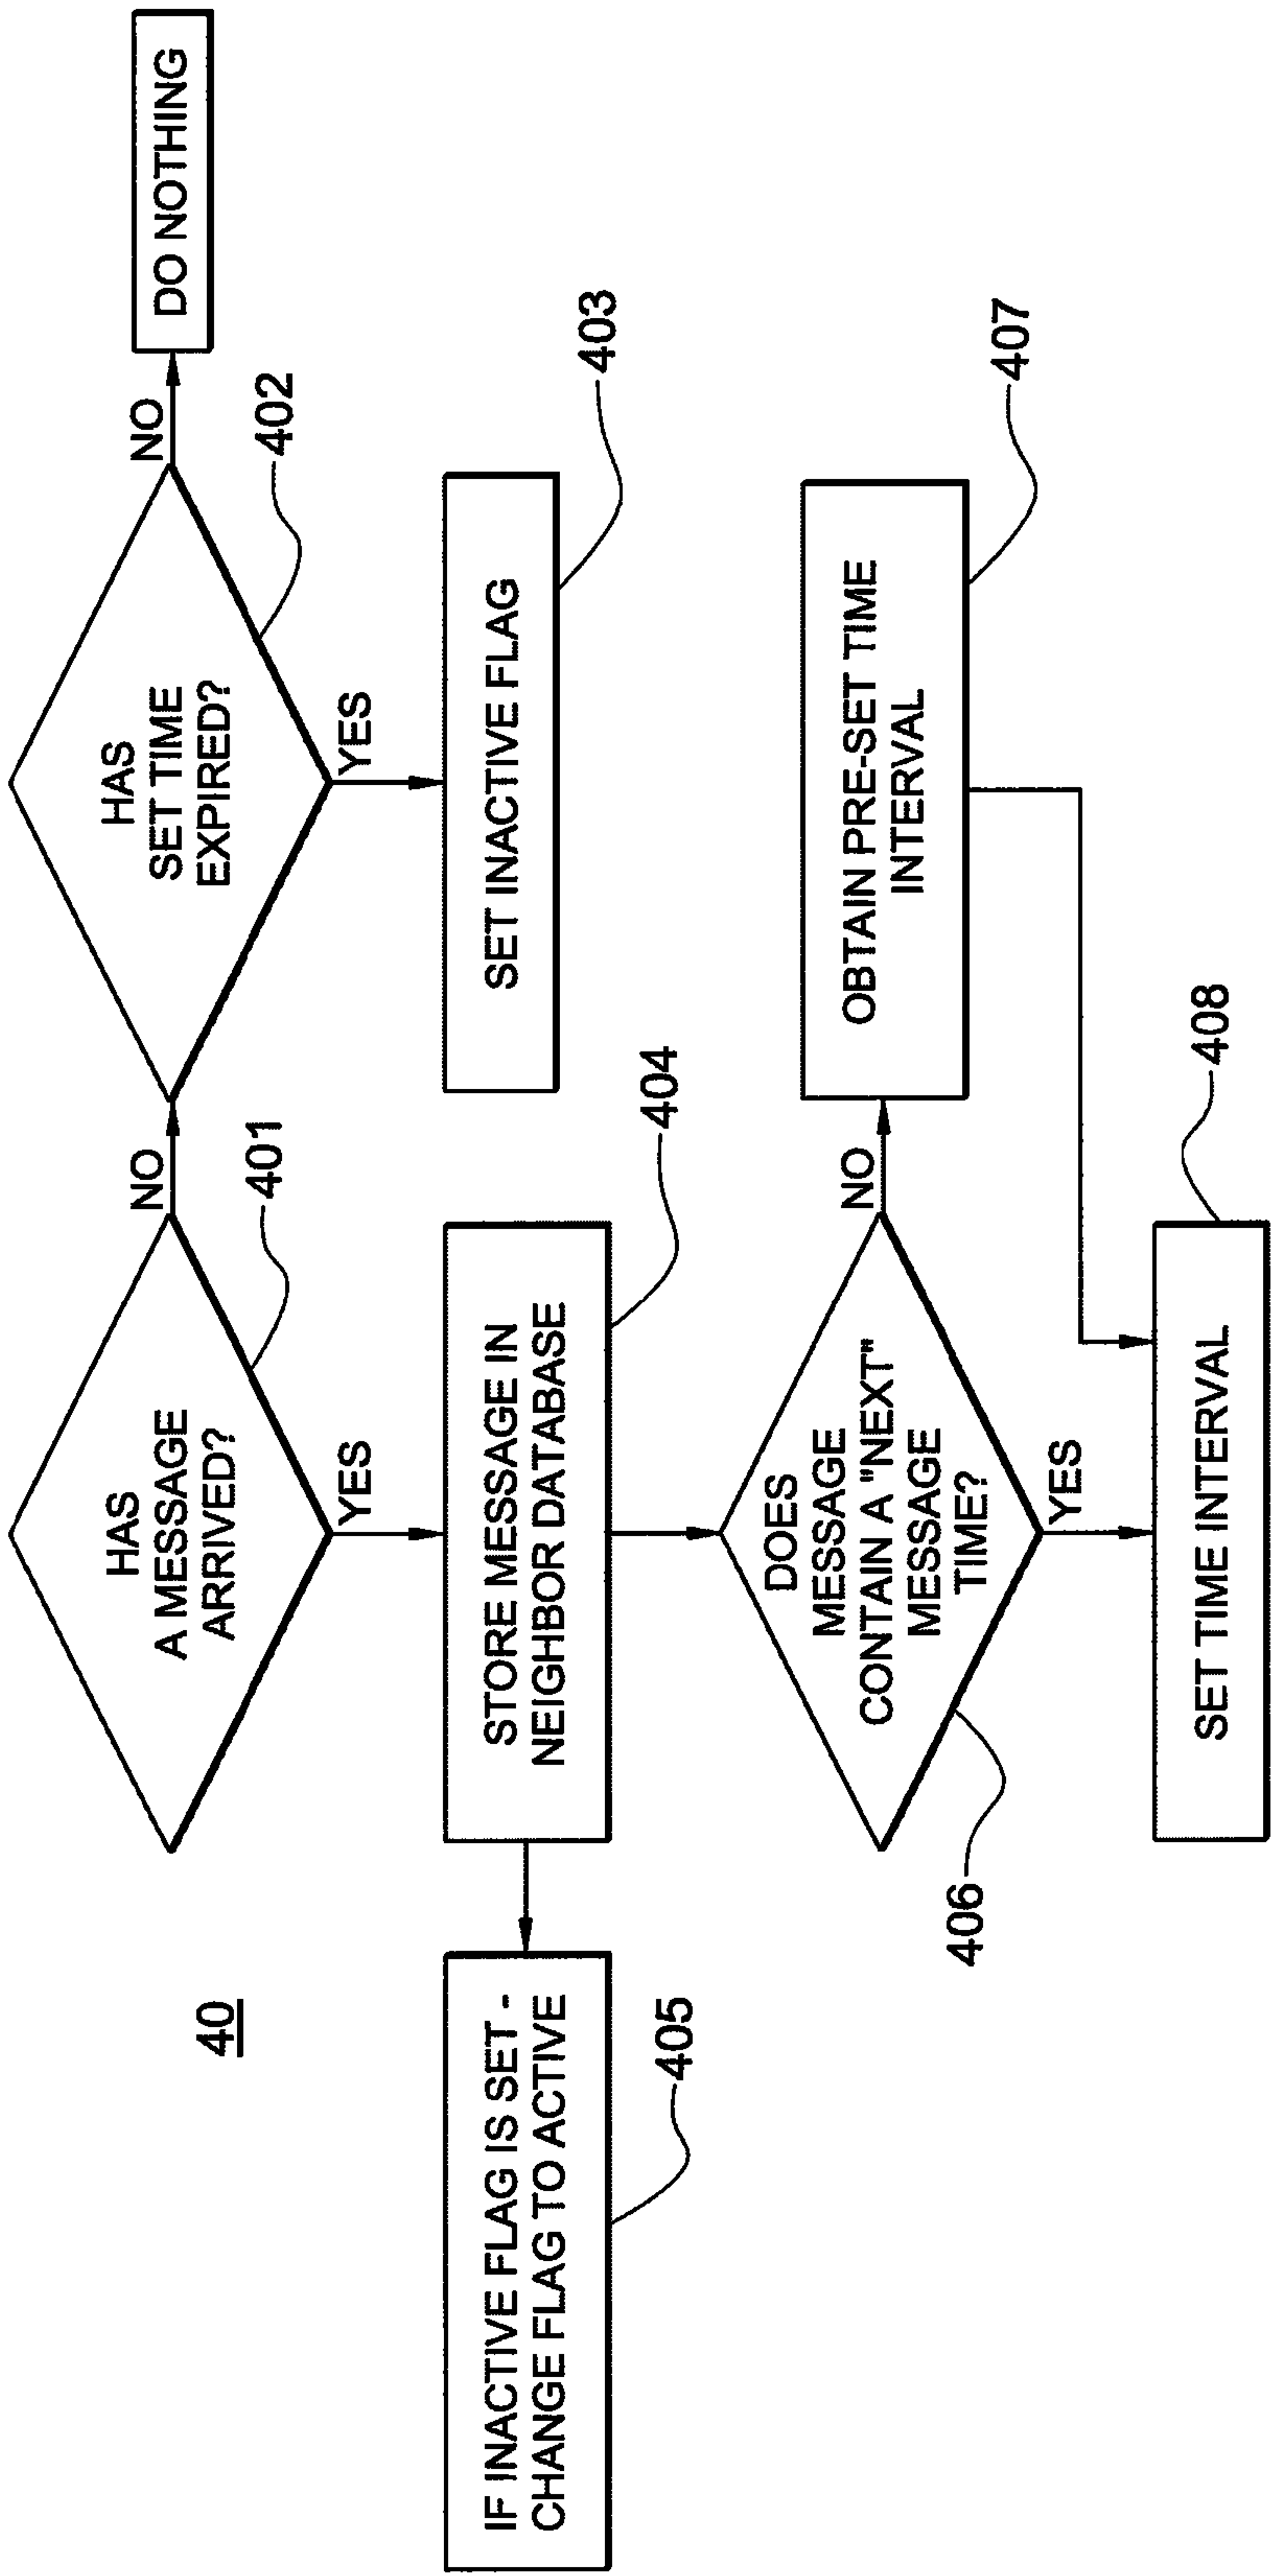 40
HAS
A MESSAGE
ARRIVED?
401
NO
YES
HAS
SET TIME
EXPIRED?
402
NO
YES
DO NOTHING
SET INACTIVE FLAG
403
STORE MESSAGE IN
NEIGHBOR DATABASE
404
IF INACTIVE FLAG IS SET -
CHANGE FLAG TO ACTIVE
405
DOES
MESSAGE
CONTAIN A "NEXT"
MESSAGE
TIME?
406
NO
YES
OBTAIN PRE-SET TIME
INTERVAL
407
SET TIME INTERVAL
408